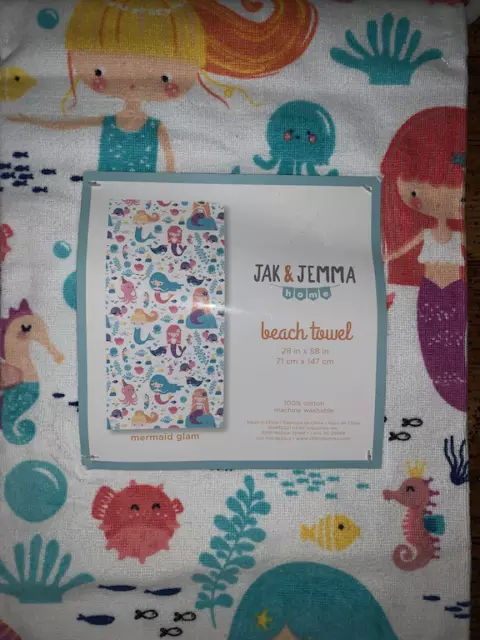 JAK & JEMMA
home
beach towel
28 in x 58 in
71 cm x 147 cm
100% cotton
machine washable
mermaid glam